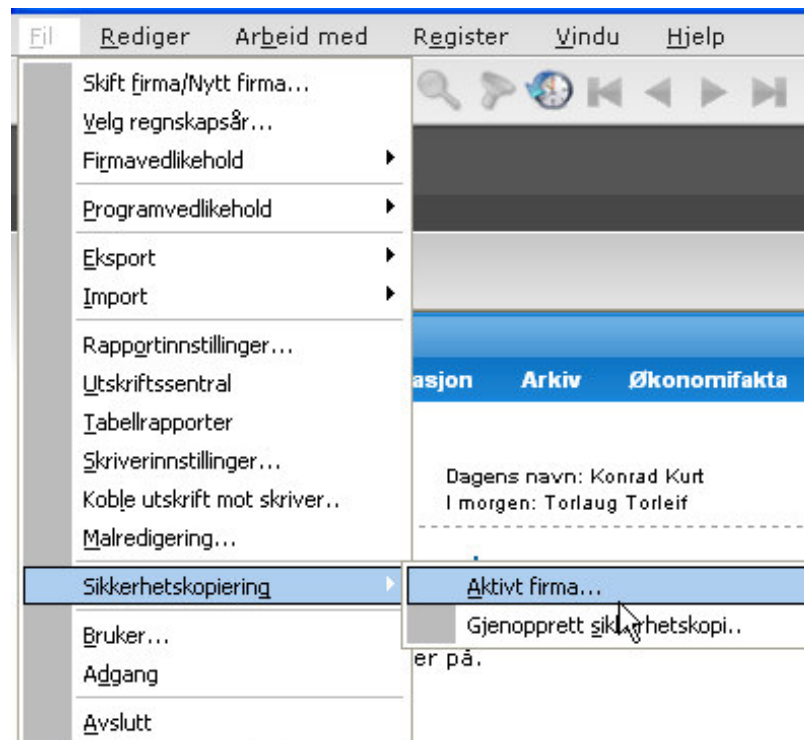 Fil Rediger Arbeid med Register Vindu Hjelp
Skift firma/Nytt firma...
Velg regnskapsår...
Firmavedlikehold
Programvedlikehold
Eksport
Import
Rapportinnstillinger...
Utskriftssentral
asjon Arkiv Økonomifakta
Tabellrapporter
Skriverinnstillinger...
Dagens navn: Konrad Kurt
Koble utskrift mot skriver..
I morgen: Torlaug Torleif
Malredigering...
Sikkerhetskopiering
Aktivt firma...
Gjenopprett sikkerhetskopi..
Bruker...
er på.
Adgang
Avslutt